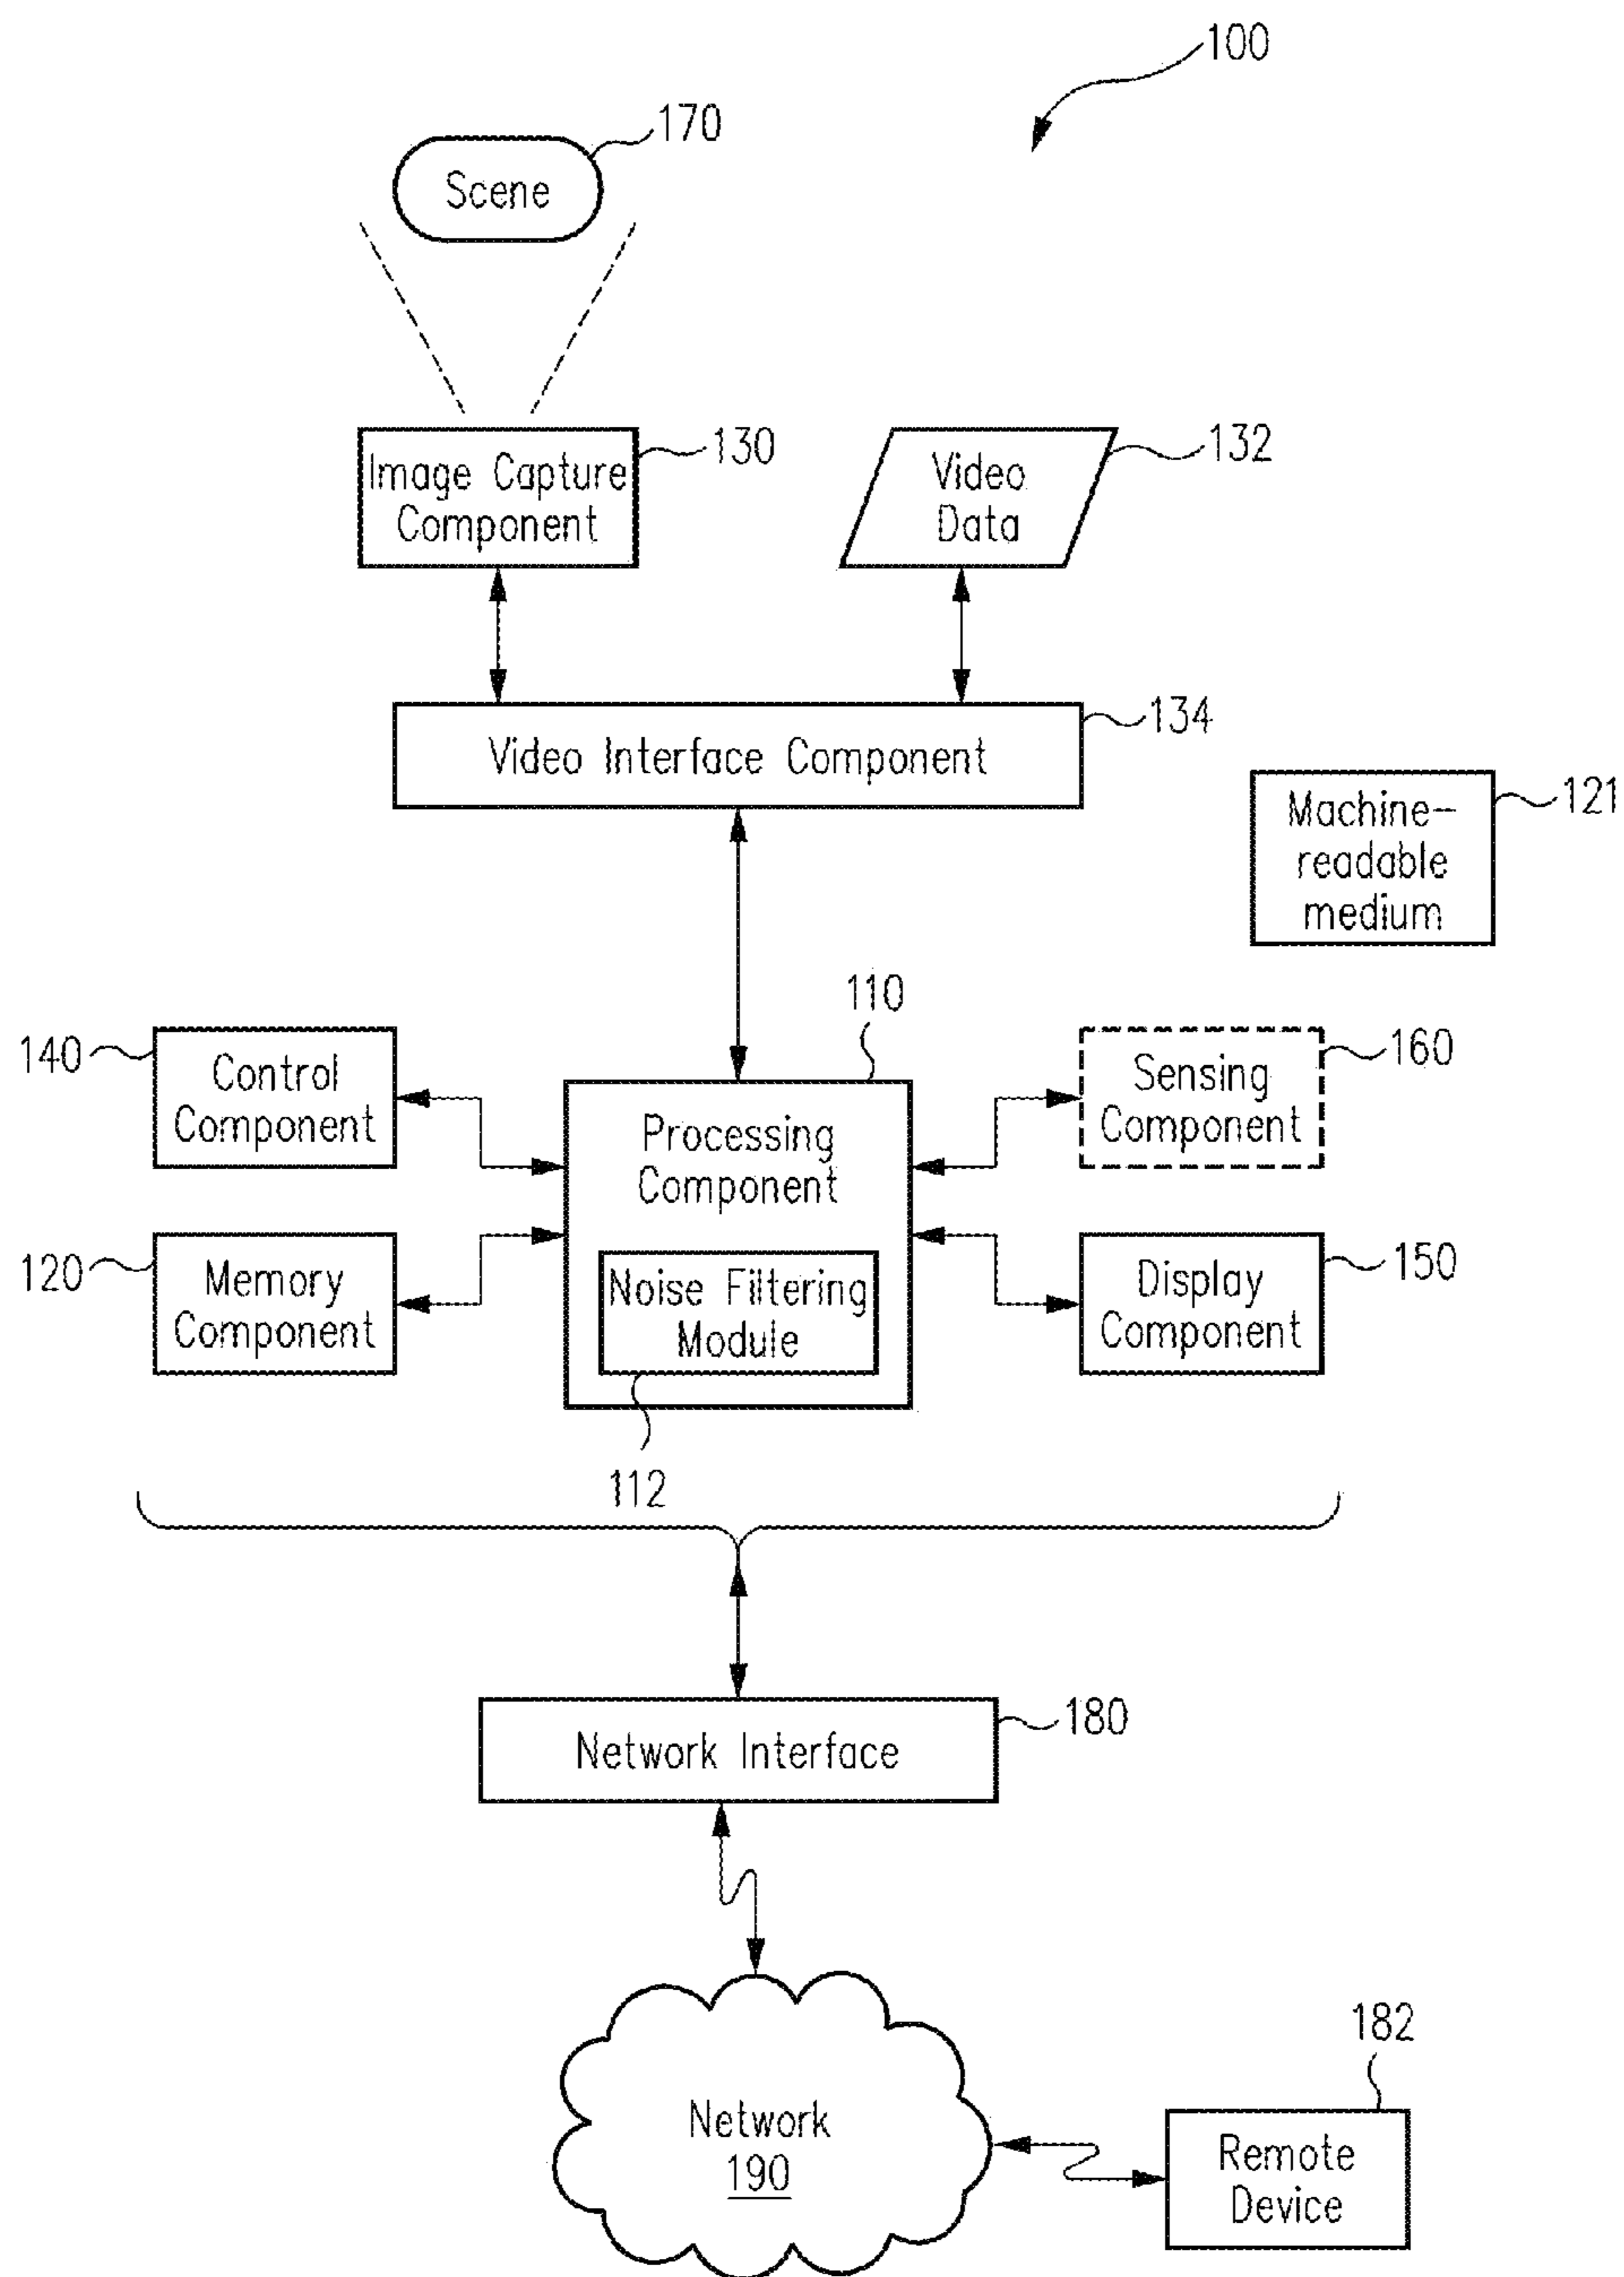 100
170
Scene
130
Image Capture
Component
132
Video
Data
134
Video Interface Component
121
Machine-
readable
medium
110
140
Control
Component
160
Sensing
Component
Processing
Component
120
Memory
Component
Noise Filtering
Module
150
Display
Component
112
180
Network Interface
182
Network
190
Remote
Device